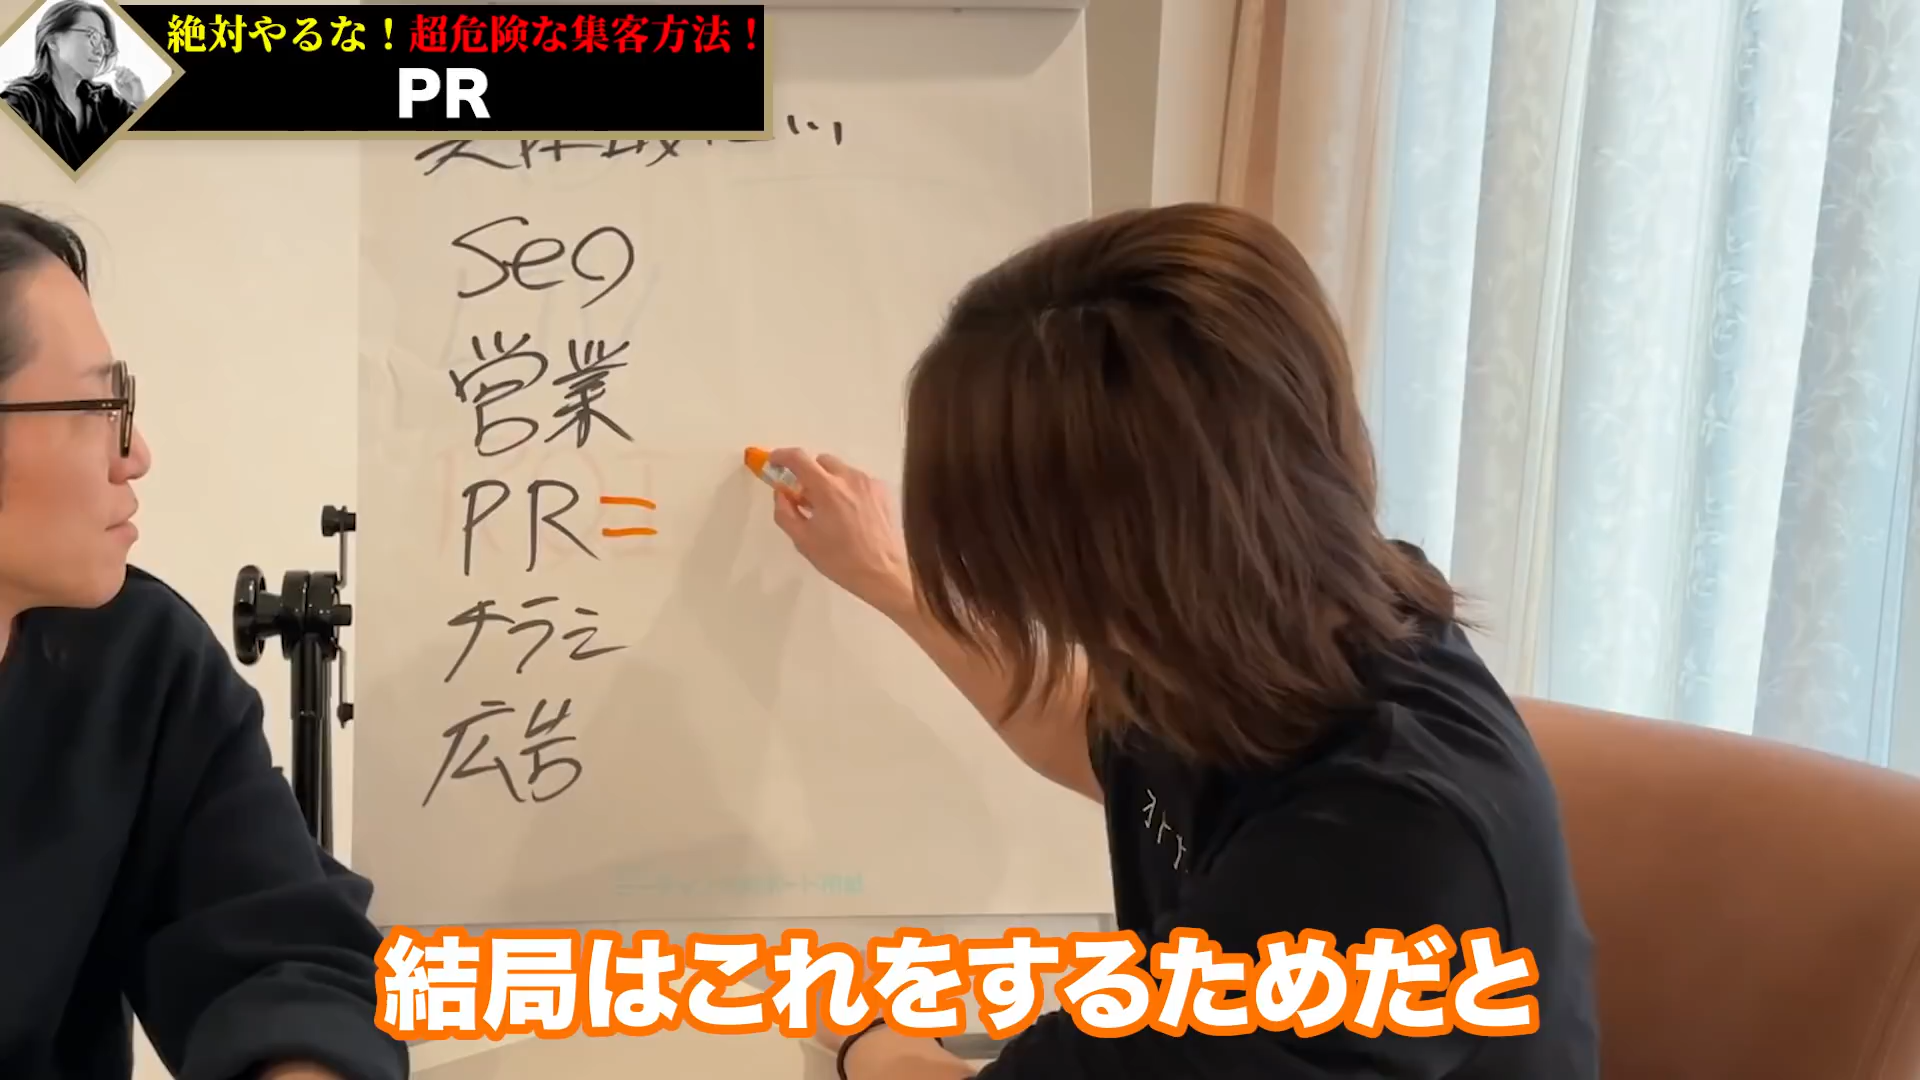 絶対やるな！超危険な集客方法！
PR
Seo
営業
PR=
チラシ
広告
結局はこれをするためだと